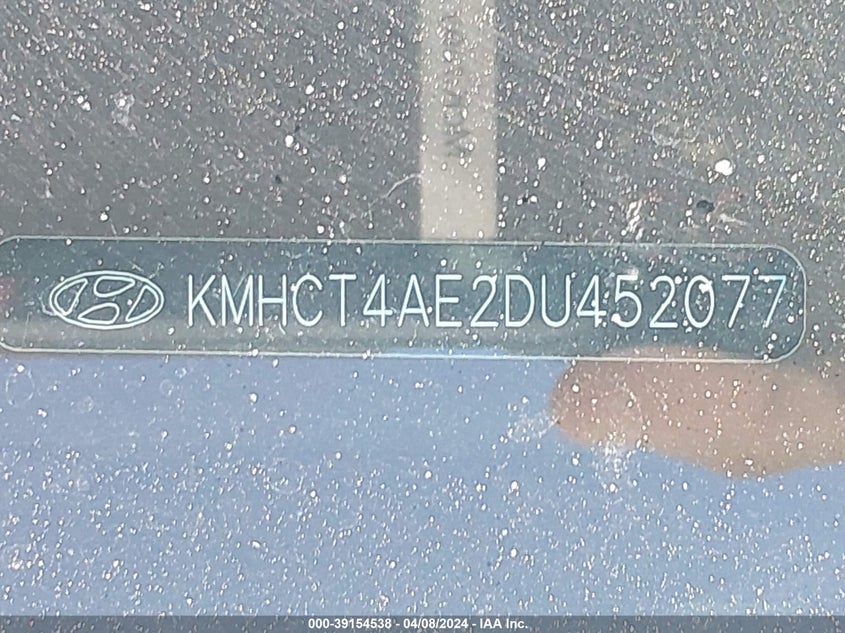 KMHCT4AE2DU452077
000-39154538 - 04/08/2024 - IAA Inc.